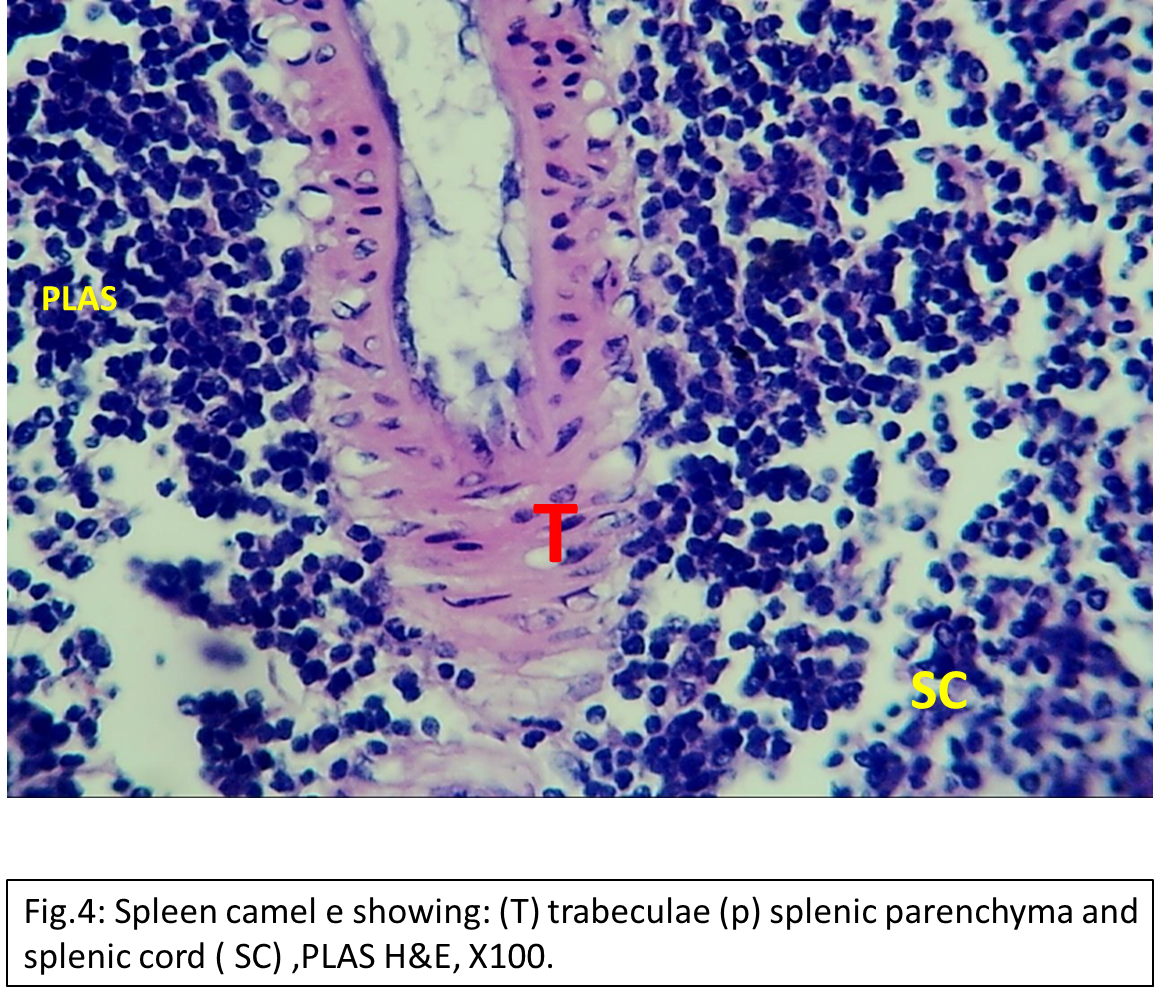 PLAS
T
SC
Fig.4: Spleen camel e showing: (T) trabeculae (p) splenic parenchyma and
splenic cord ( SC) ,PLAS H&E, X100.